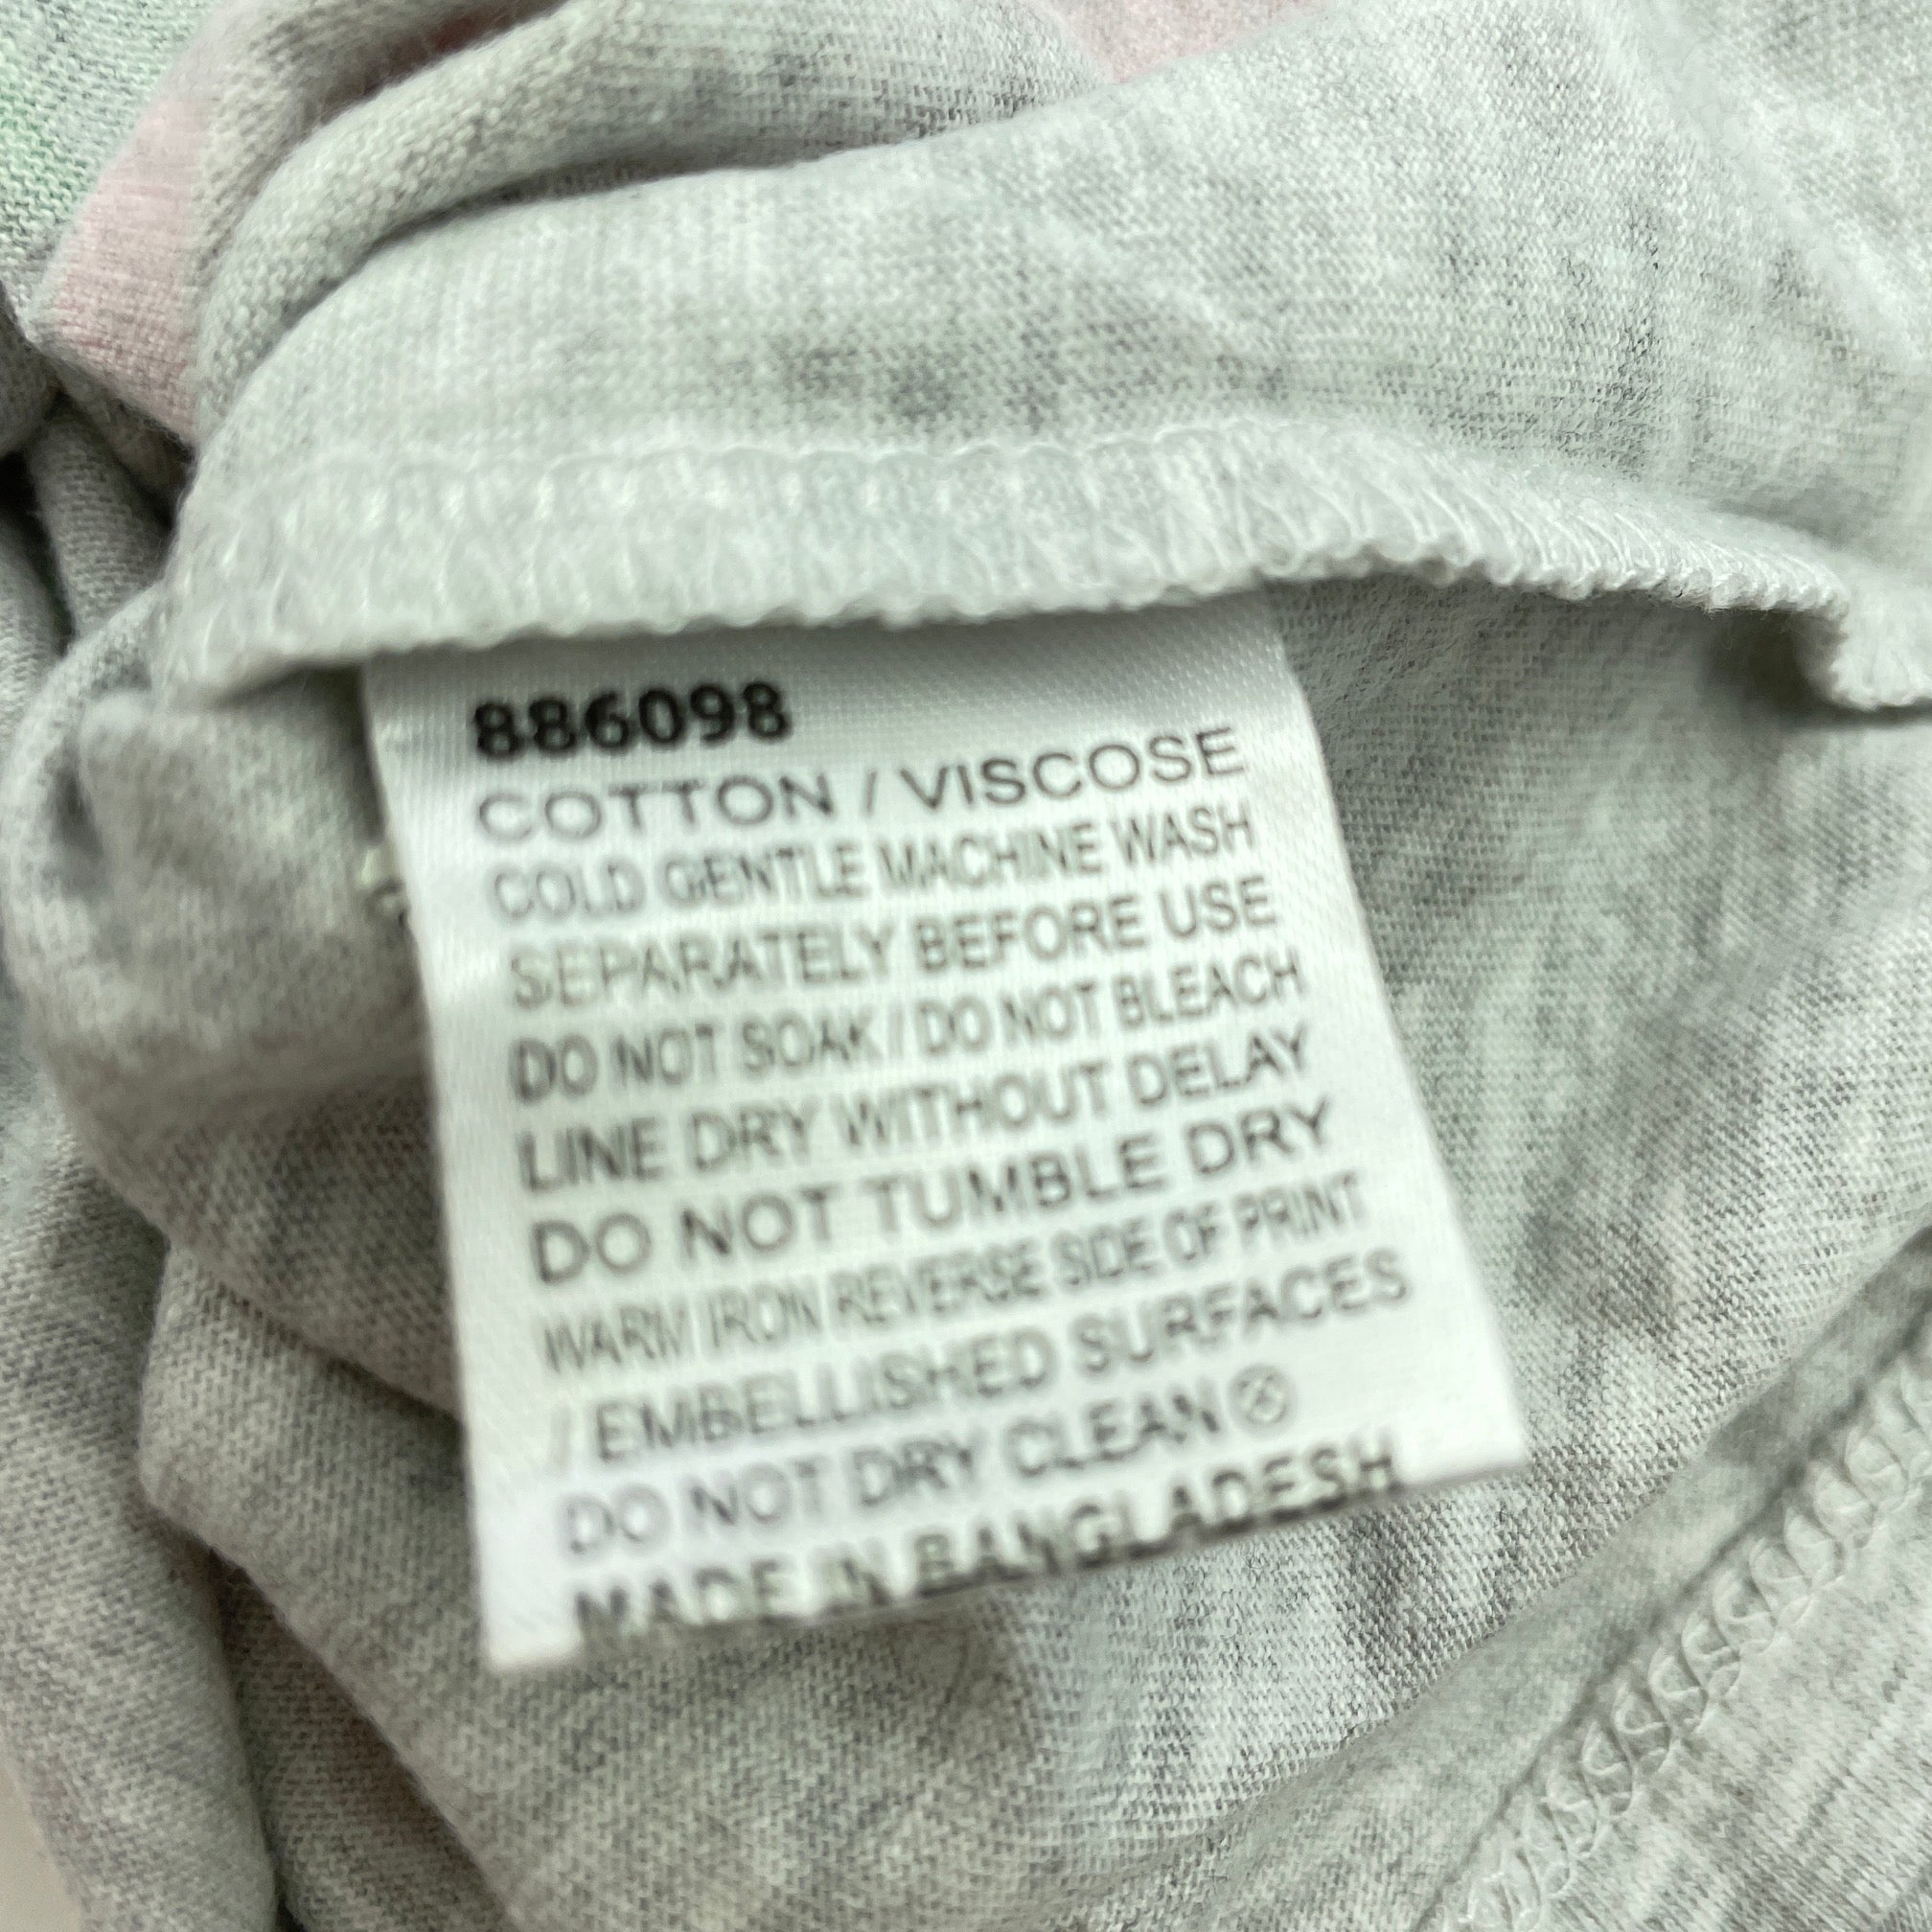 886098
COTTON / VISCOSE
COLD GENTLE MACHINE WASH
SEPARATELY BEFORE USE
DO NOT SOAK / DO NOT BLEACH
LINE DRY WITHOUT DELAY
DO NOT TUMBLE DRY
WARM IRON REVERSE SIDE OF PRINT
/ EMBELLISHED SURFACES
DO NOT DRY CLEAN ⓧ
MADE IN BANGLADESH